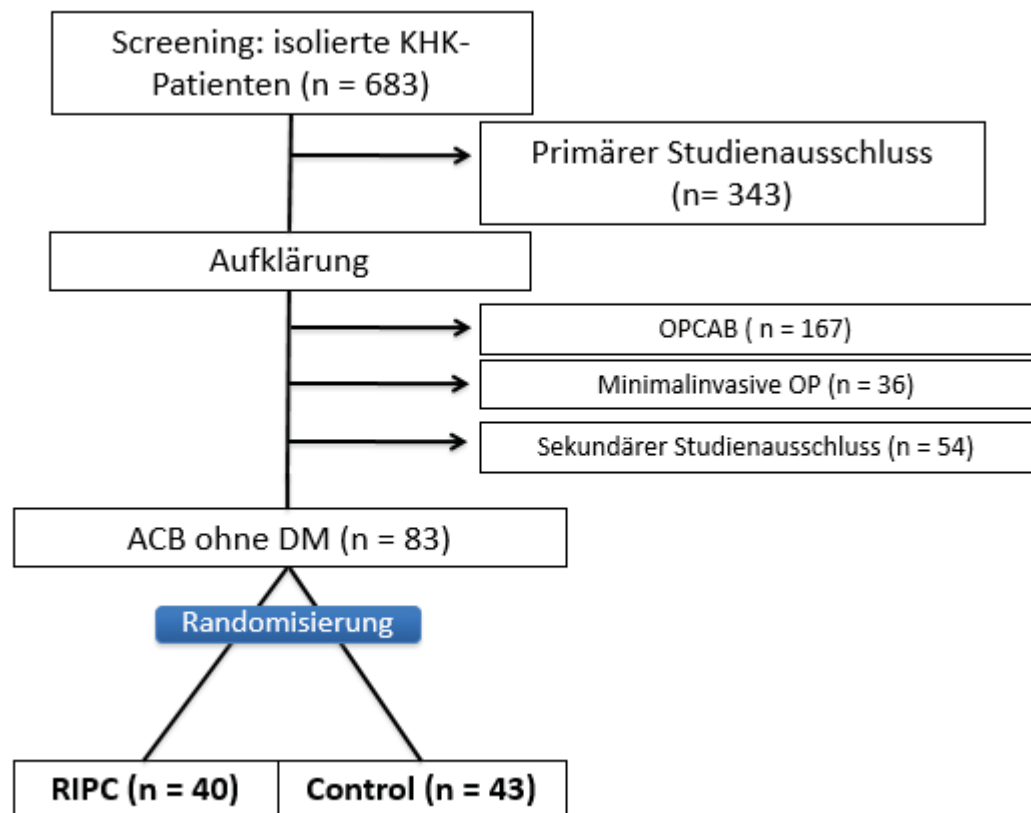 Screening: isolierte KHK-
Patienten (n = 683)
Primärer Studienausschluss
(n= 343)
Aufklärung
OPCAB ( n = 167)
Minimalinvasive OP (n = 36)
Sekundärer Studienausschluss (n = 54)
ACB ohne DM (n = 83)
Randomisierung
RIPC (n = 40)
Control (n = 43)